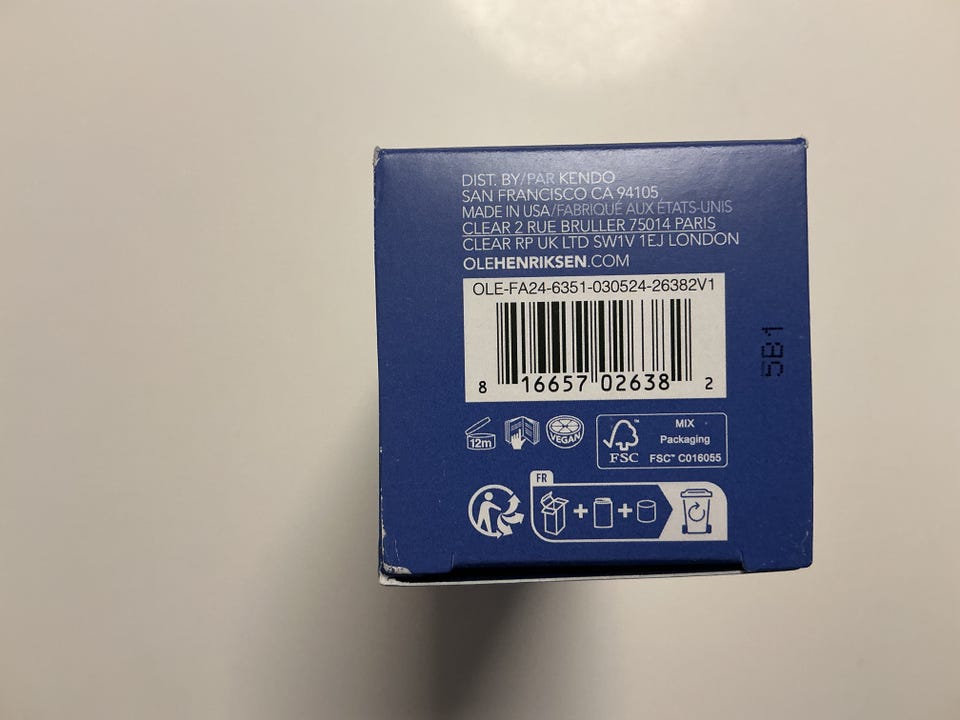 DIST. BY/PAR KENDO
SAN FRANCISCO CA 94105
MADE IN USA/FABRIQUÉ AUX ÉTATS-UNIS
CLEAR 2 RUE BRULLER 75014 PARIS
CLEAR RP UK LTD SW1V 1EJ LONDON
OLEHENRIKSEN.COM
OLE-FA24-6351-030524-26382V1
8 16657 02638 2
5B1
12m
VEGAN
FSC™
MIX
Packaging
FSC™ C016055
FR